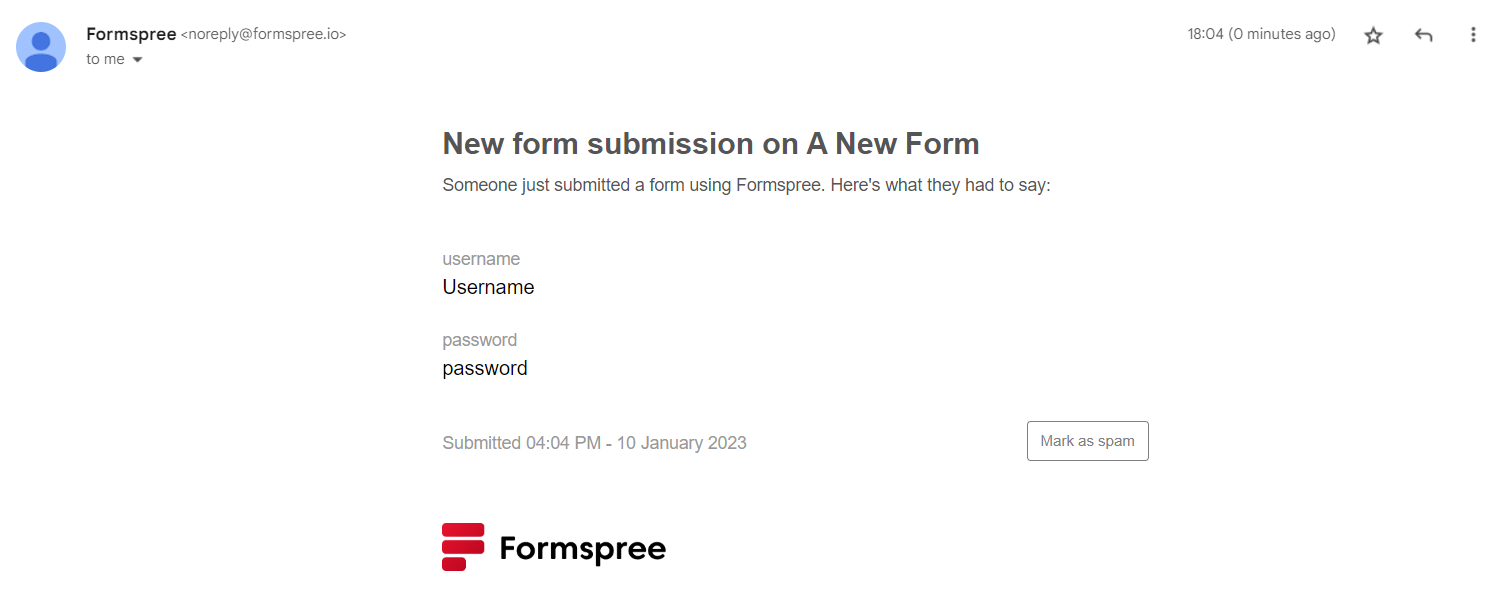 Formspree <noreply@formspree.io>
18:04 (0 minutes ago)
to me
New form submission on A New Form
Someone just submitted a form using Formspree. Here's what they had to say:
username
Username
password
password
Submitted 04:04 PM - 10 January 2023
Mark as spam
Formspree